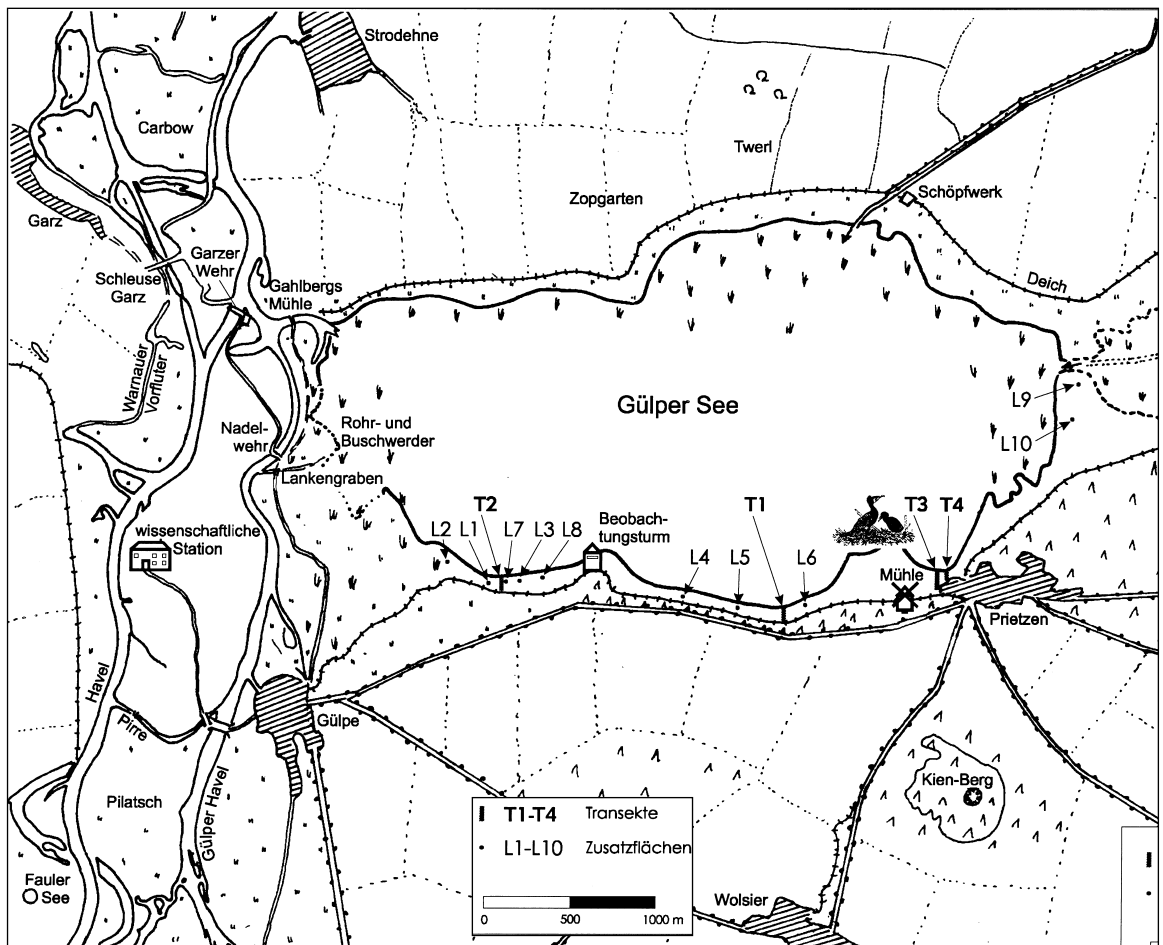 Strodehne
Carbow
Twerl
Zopgarten
Schöpfwerk
Garz
Garzer
Wehr
Schleuse
Garz
Gahlbergs
Mühle
Deich
Warnauer
Vorfluter
L9
Gülper See
Nadel-
wehr
Rohr- und
Buschwerder
L10
Lankengraben
T2
T1
T3 T4
wissenschaftliche
Station
Beobach-
tungsturm
L2 L1 L7 L3 L8
L4 L5 L6
Mühle
Prietzen
Havel
Pirre
Gülpe
Kien-Berg
Pilatsch
Gülper Havel
T1-T4 Transekte
L1-L10 Zusatzflächen
0 500 1000 m
Fauler
See
Wolsier